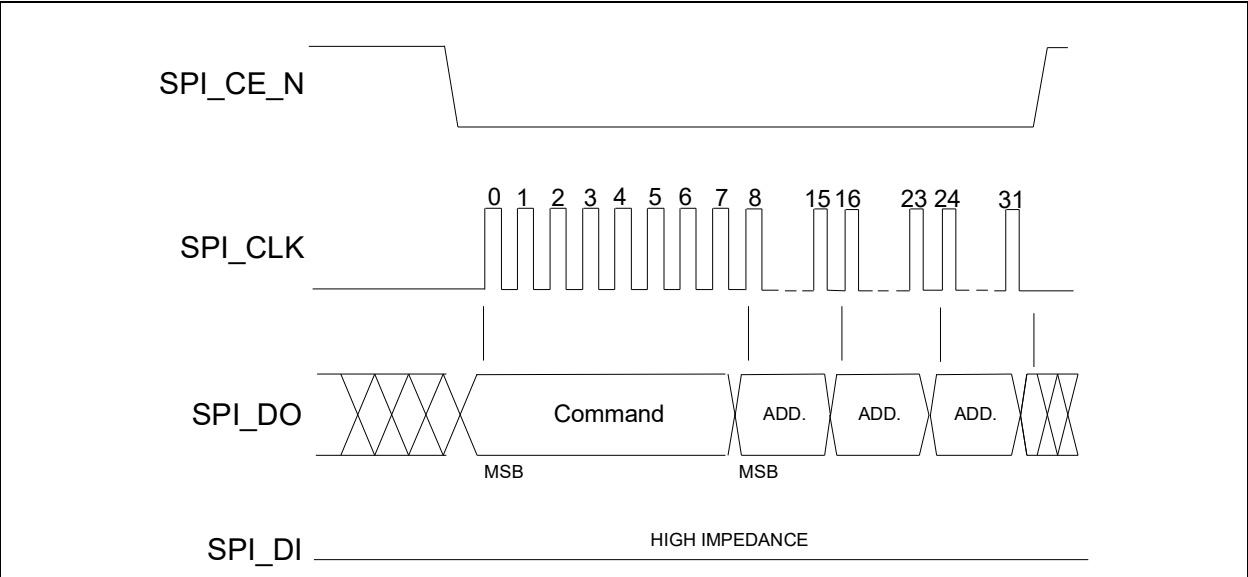 SPI_CE_N
0 1 2 3 4 5 6 7 8 15 16 23 24 31
SPI_CLK
SPI_DO Command ADD. ADD. ADD.
MSB MSB
HIGH IMPEDANCE
SPI_DI